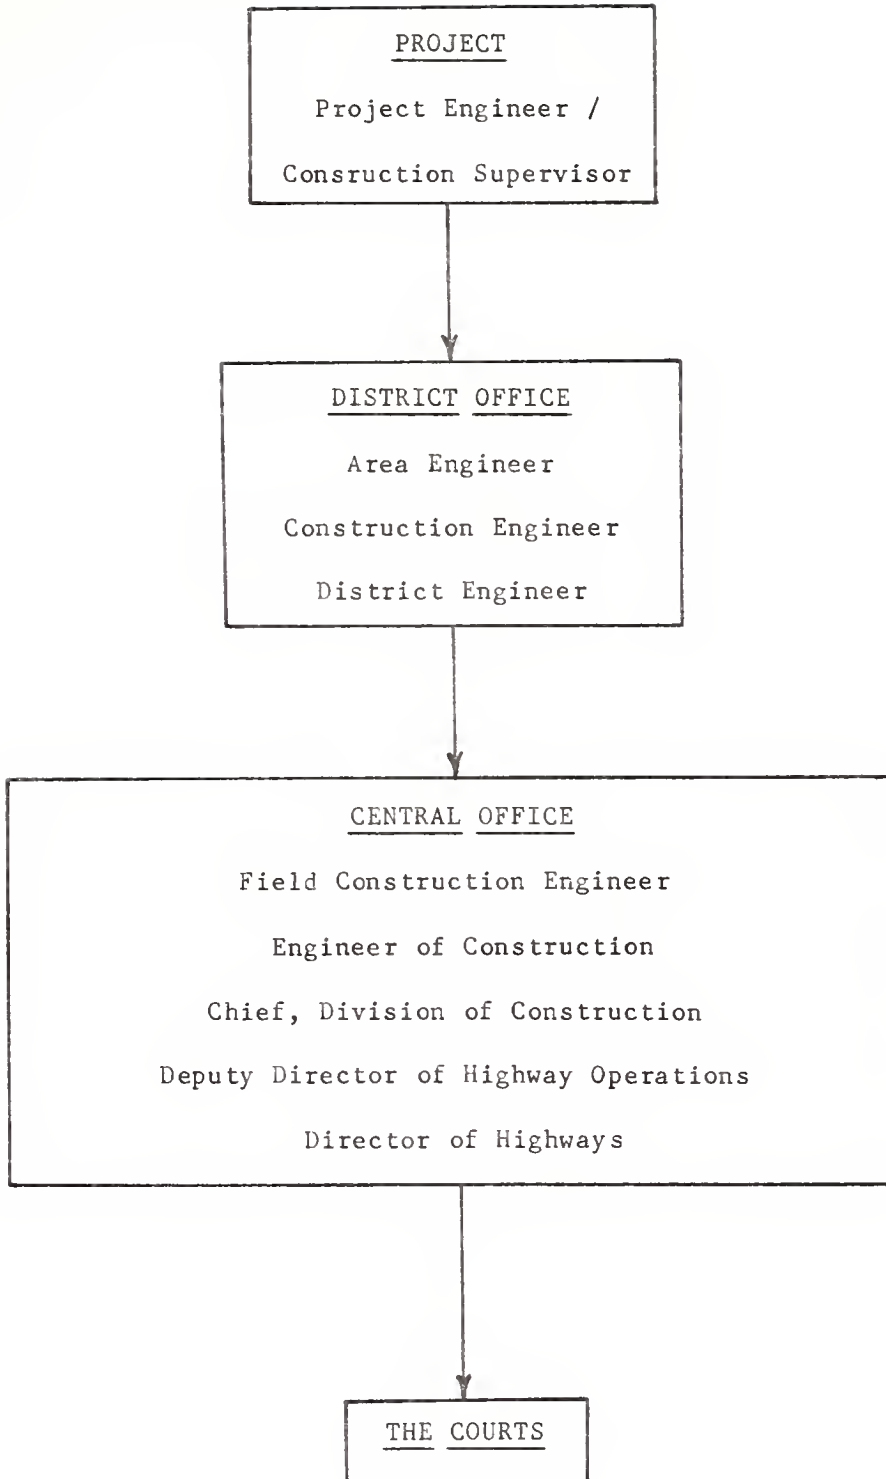 PROJECT
Project Engineer /
Consruction Supervisor
DISTRICT OFFICE
Area Engineer
Construction Engineer
District Engineer
CENTRAL OFFICE
Field Construction Engineer
Engineer of Construction
Chief, Division of Construction
Deputy Director of Highway Operations
Director of Highways
THE COURTS